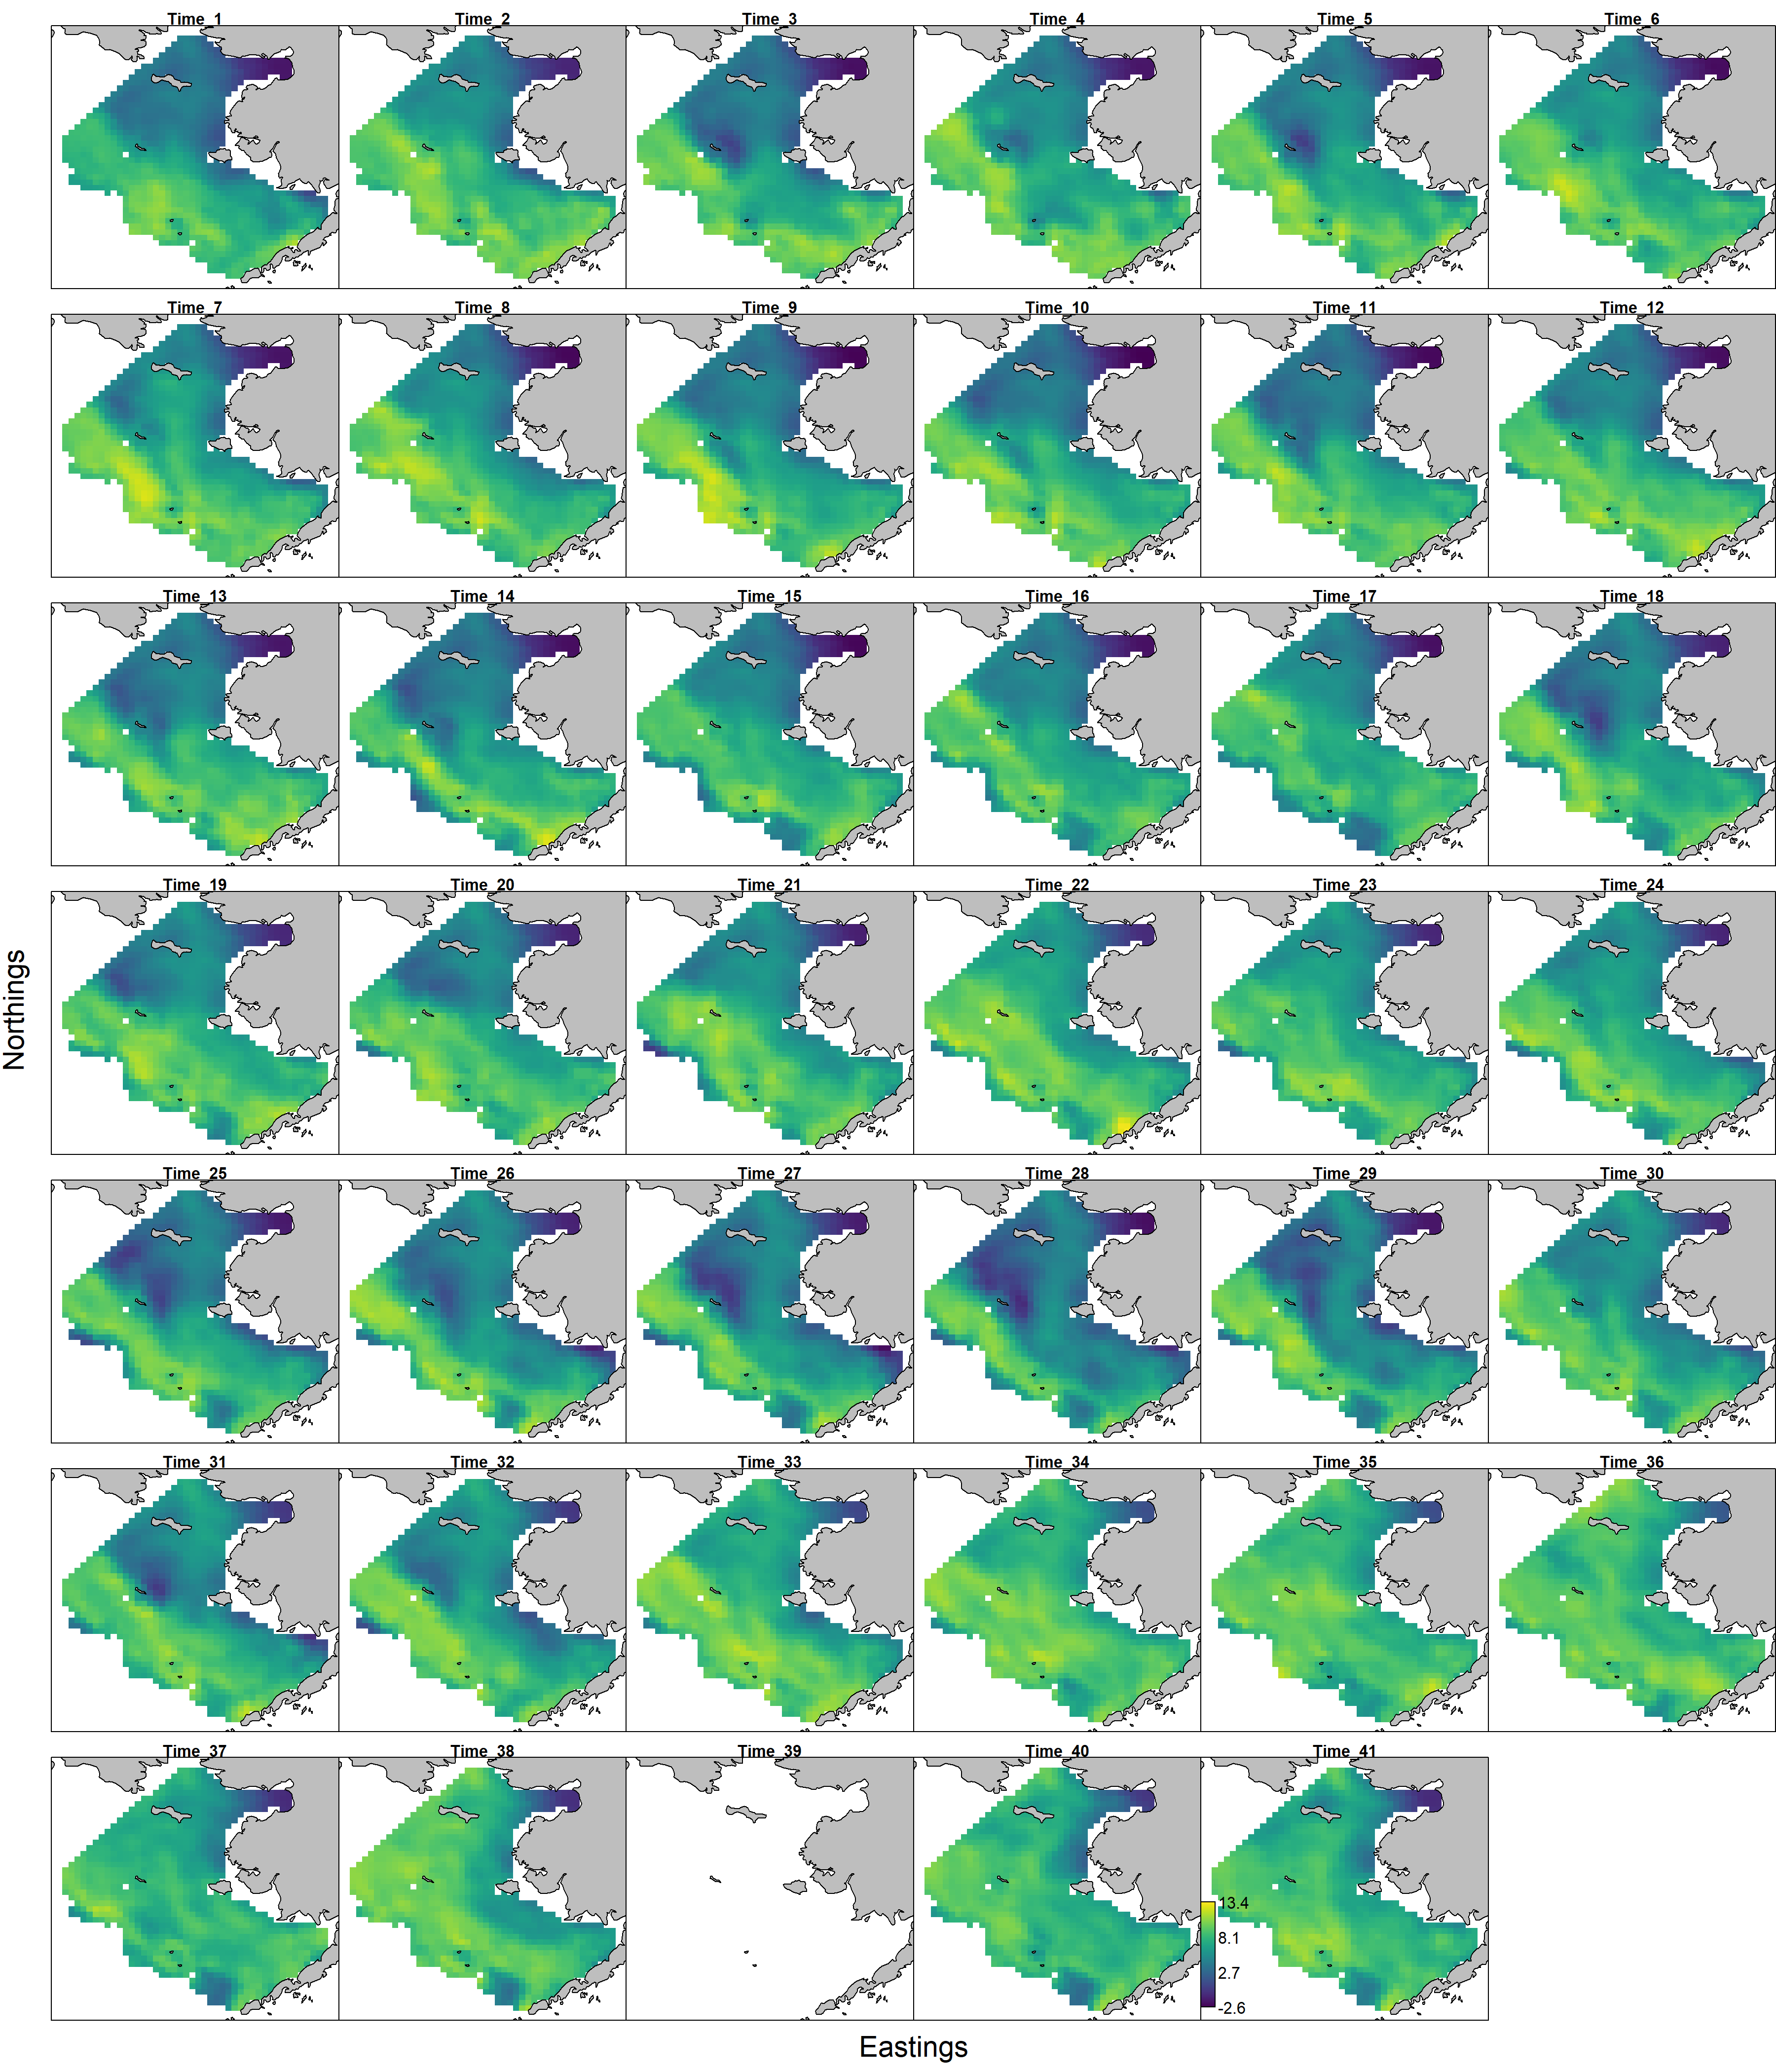 Time_1 Time_2 Time_3 Time_4 Time_5 Time_6
Time_7 Time_8 Time_9 Time_10 Time_11 Time_12
Time_13 Time_14 Time_15 Time_16 Time_17 Time_18
Time_19 Time_20 Time_21 Time_22 Time_23 Time_24
Northings
Time_25 Time_26 Time_27 Time_28 Time_29 Time_30
Time_31 Time_32 Time_33 Time_34 Time_35 Time_36
Time_37 Time_38 Time_39 Time_40 Time_41
13.4
8.1
2.7
-2.6
Eastings